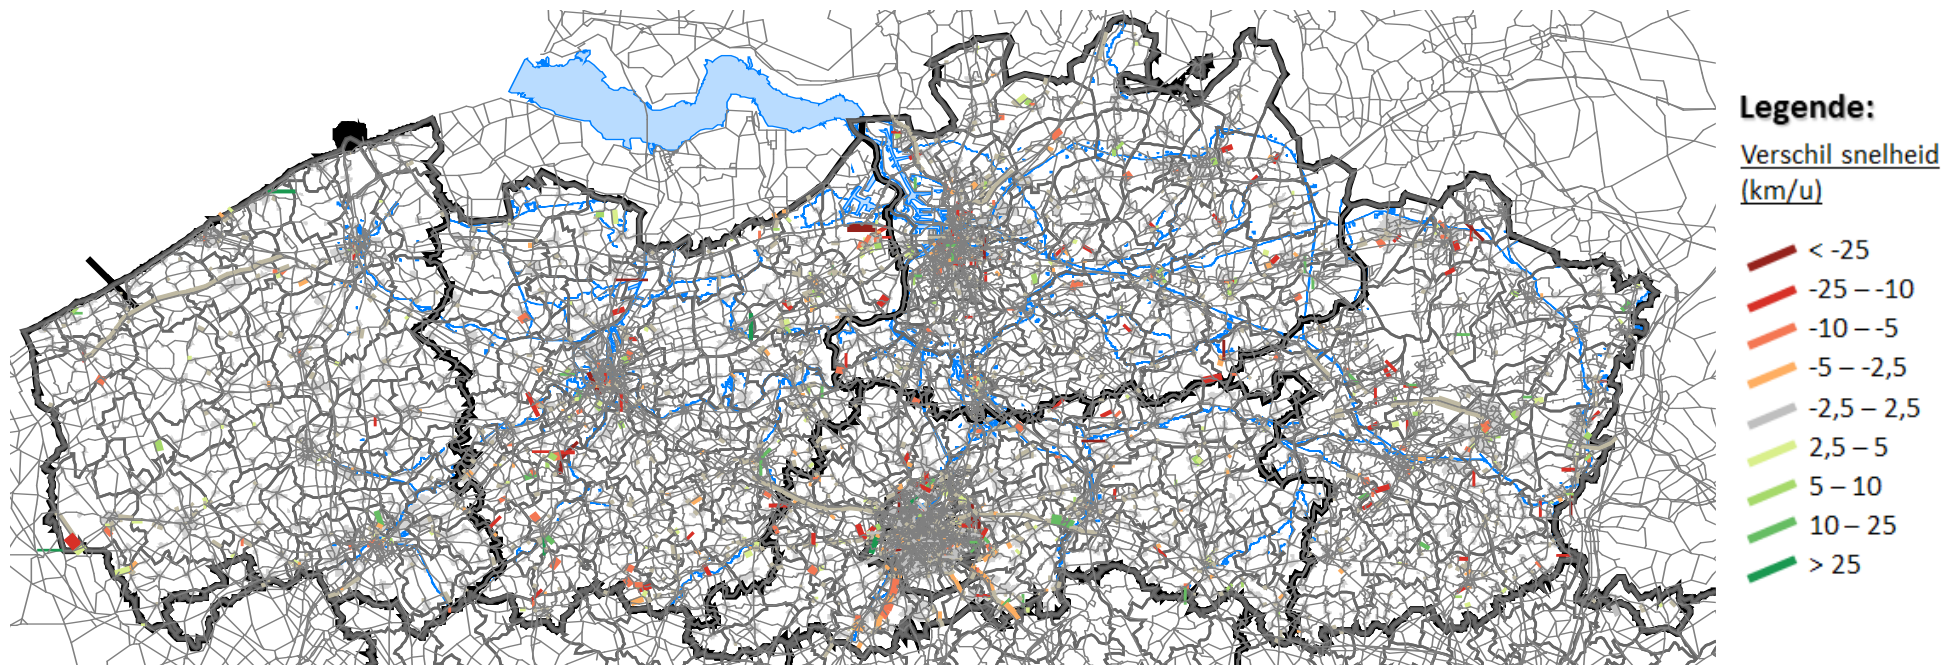 Legende:
Verschil snelheid
(km/u)
< -25
-25 – -10
-10 – -5
-5 – -2,5
-2,5 – 2,5
2,5 – 5
5 – 10
10 – 25
> 25